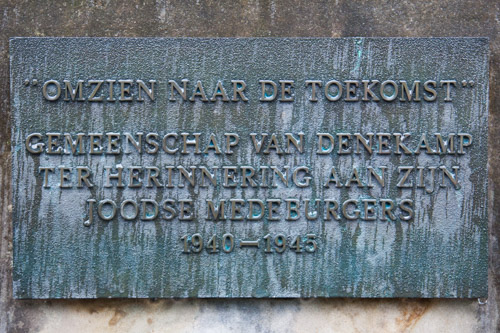 "OMZIEN NAAR DE TOEKOMST"
GEMEENSCHAP VAN DENEKAMP
TER HERINNERING AAN ZIJN
JOODSE MEDEBURGERS
1940-1945